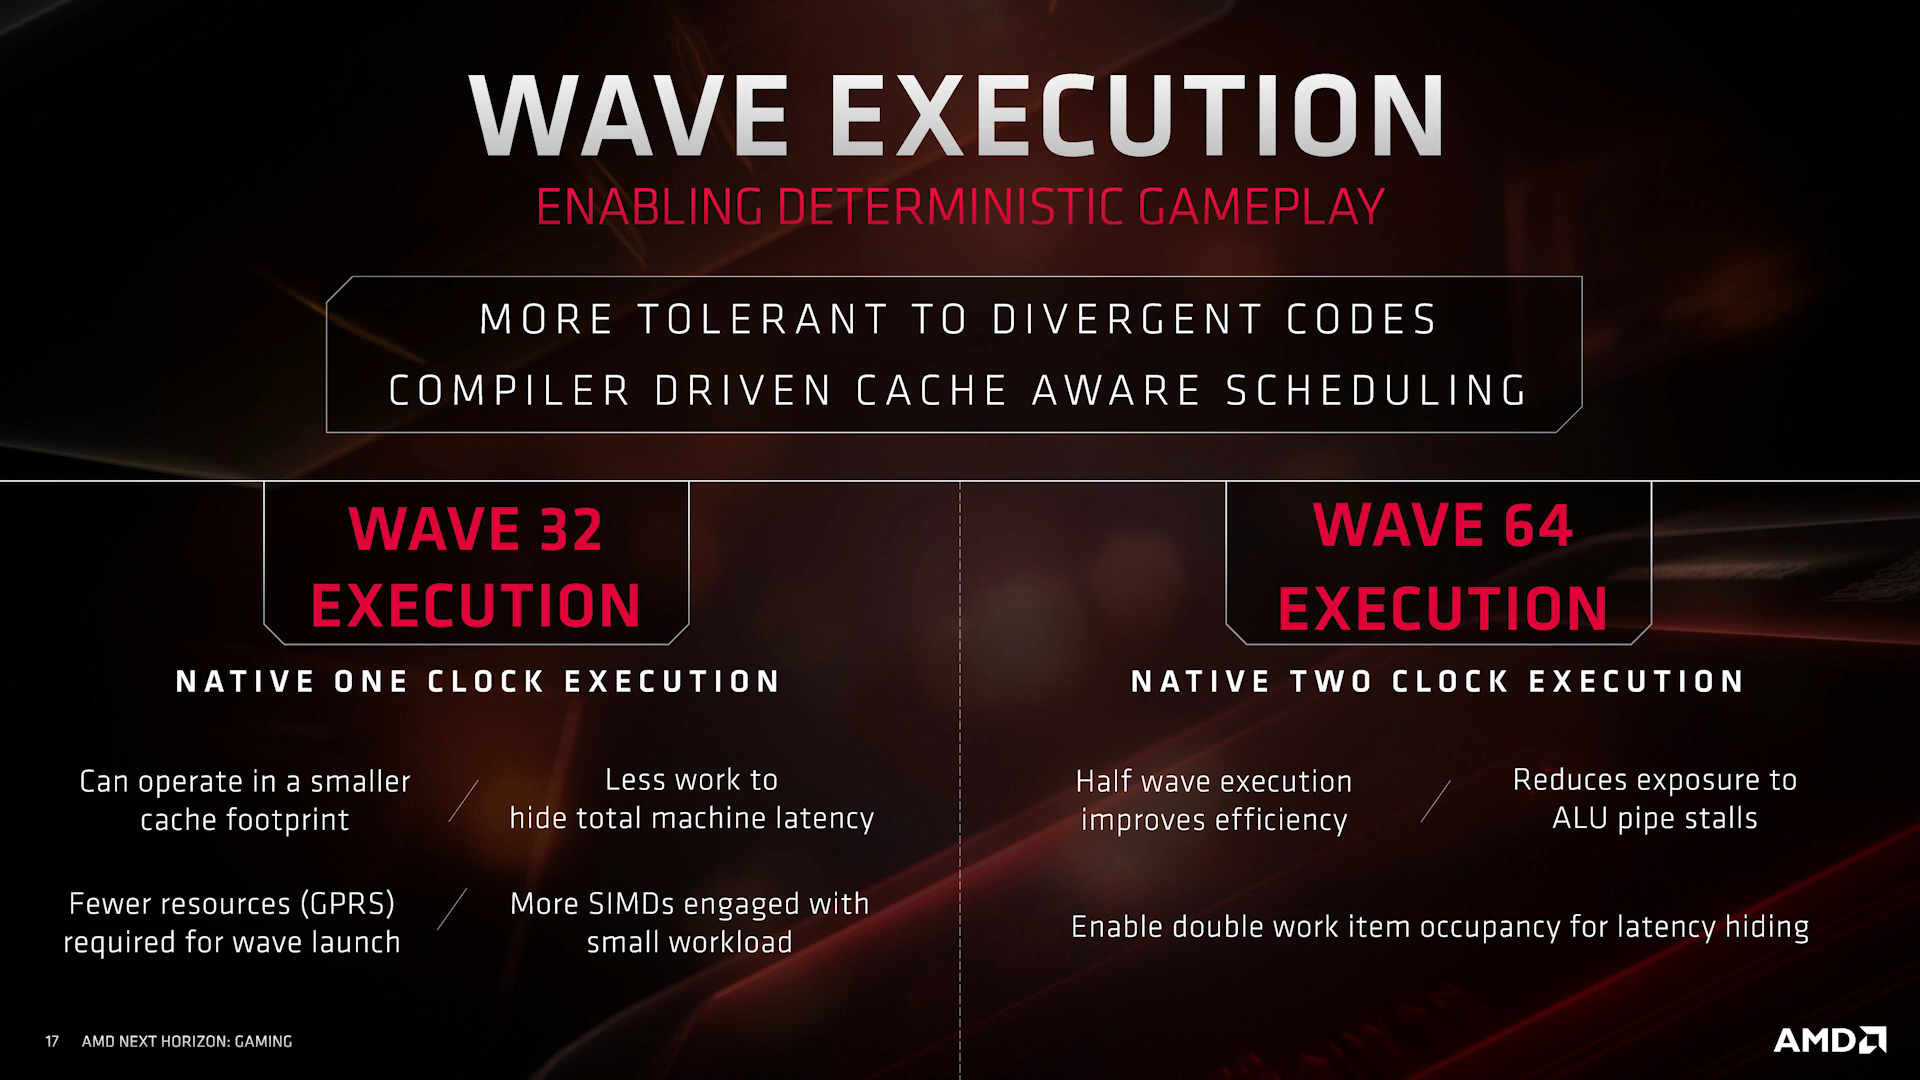 WAVE EXECUTION
ENABLING DETERMINISTIC GAMEPLAY
MORE TOLERANT TO DIVERGENT CODES
COMPILER DRIVEN CACHE AWARE SCHEDULING
WAVE 32
EXECUTION
NATIVE ONE CLOCK EXECUTION
Can operate in a smaller
cache footprint
Less work to
hide total machine latency
Fewer resources (GPRS)
required for wave launch
More SIMDs engaged with
small workload
WAVE 64
EXECUTION
NATIVE TWO CLOCK EXECUTION
Half wave execution
improves efficiency
Reduces exposure to
ALU pipe stalls
Enable double work item occupancy for latency hiding
17 AMD NEXT HORIZON: GAMING
AMD